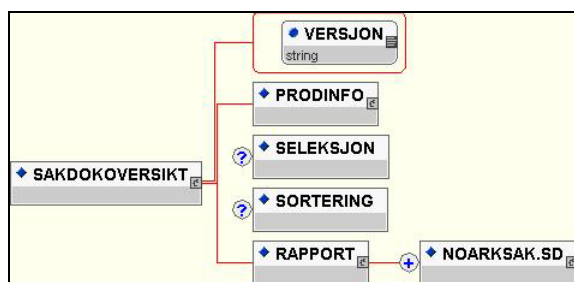 VERSJON
string
PRODINFO
? SELEKSJON
SAKDOKOVERSIKT
? SORTERING
RAPPORT + NOARKSAK.SD